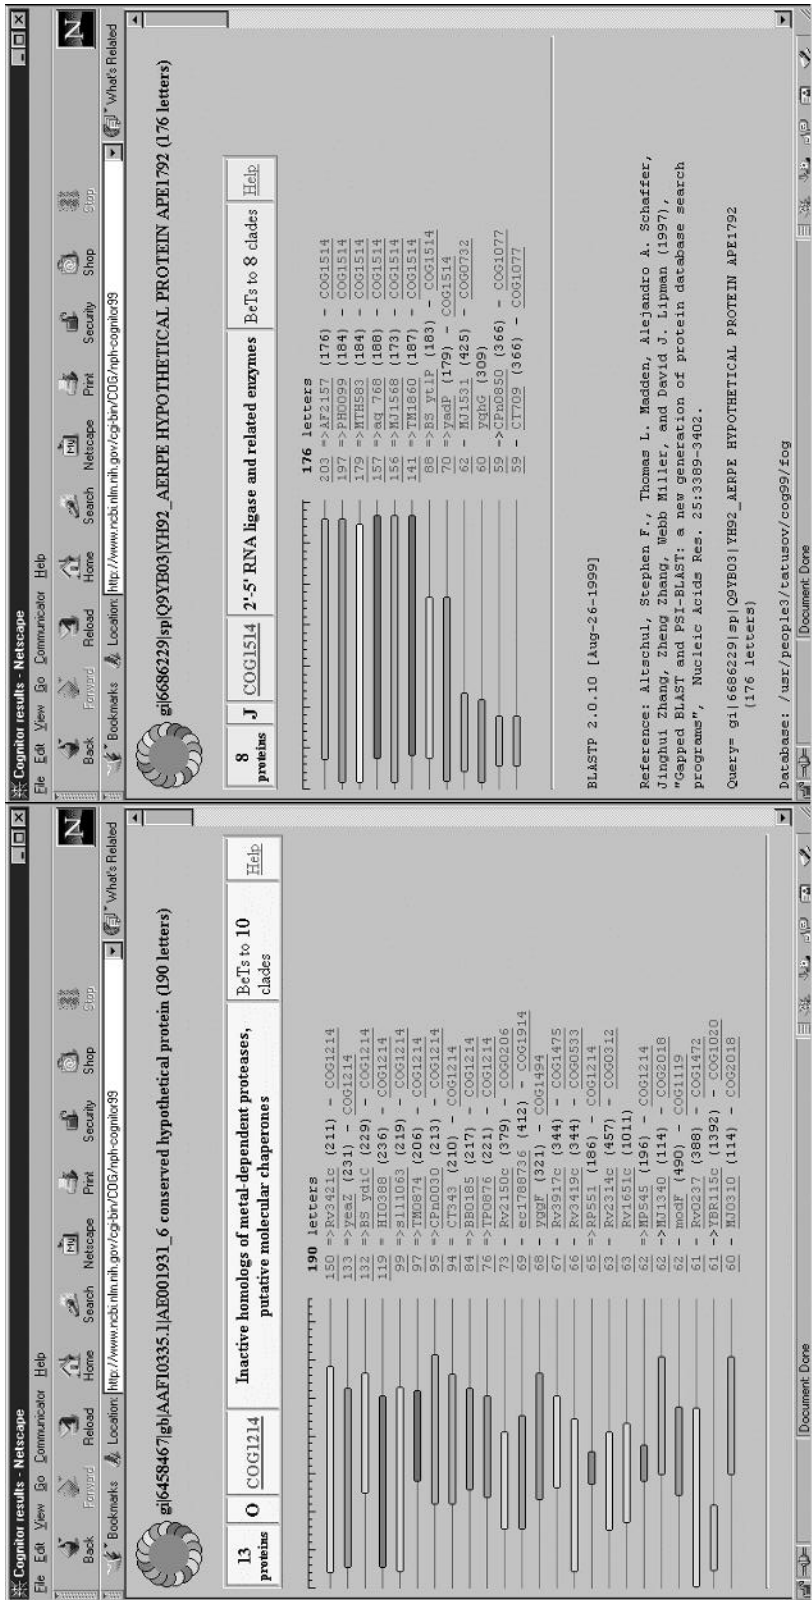 Cognitor results - Netscape
File Edit View Go Communicator Help
Back Forward Reload Home Search Netscape Print Security Shop Stop
Bookmarks Location: http://www.ncbi.nlm.nih.gov/cgi-bin/COG/nph-cognitor99 What's Related
gi|6458467|gb|AAF10335.1|AE001931_6 conserved hypothetical protein (190 letters)
13 proteins O COG1214 Inactive homologs of metal-dependent proteases, putative molecular chaperones BeTs to 10 clades Help
190 letters
150 =>Rv3421c (211) - COG1214
133 =>yeaZ (231) - COG1214
132 =>BS ydiC (229) - COG1214
119 = HI0388 (236) - COG1214
99 =>sll1063 (219) - COG1214
97 =>TM0874 (206) - COG1214
95 =>CPn0030 (213) - COG1214
94 = CT343 (210) - COG1214
84 =>BB0185 (217) - COG1214
76 =>TP0876 (221) - COG1214
73 - Rv2150c (379) - COG0206
69 - ec1788736 (412) - COG1914
68 - yggF (321) - COG1494
67 - Rv3917c (344) - COG1475
66 - Rv3419c (344) - COG0533
65 =>RP551 (186) - COG1214
63 - Rv2314c (457) - COG0312
63 Rv1651c (1011)
62 =>MP545 (196) - COG1214
62 ->MJ1340 (114) - COG2018
62 - modF (490) - COG1119
61 - Rv0237 (388) - COG1472
61 ->YBR115c (1392) - COG1020
60 - MJ0310 (114) - COG2018
Document: Done
Cognitor results - Netscape
File Edit View Go Communicator Help
Back Forward Reload Home Search Netscape Print Security Shop Stop
Bookmarks Location: http://www.ncbi.nlm.nih.gov/cgi-bin/COG/nph-cognitor99 What's Related
gi|6686229|sp|Q9YB03|YH92_AERPE HYPOTHETICAL PROTEIN APE1792 (176 letters)
8 proteins J COG1514 2'-5' RNA ligase and related enzymes BeTs to 8 clades Help
176 letters
203 =>AF2157 (176) - COG1514
197 =>PH0099 (184) - COG1514
179 =>MTH583 (184) - COG1514
157 =>aq 768 (188) - COG1514
156 =>MJ1568 (173) - COG1514
141 =>TM1860 (187) - COG1514
88 =>BS ytlP (183) - COG1514
70 =>yadP (179) - COG1514
62 - MJ1531 (425) - COG0732
60 yghG (309)
59 ->CPn0850 (366) - COG1077
59 - CT709 (366) - COG1077
BLASTP 2.0.10 [Aug-26-1999]
Reference: Altschul, Stephen F., Thomas L. Madden, Alejandro A. Schaffer,
Jinghui Zhang, Zheng Zhang, Webb Miller, and David J. Lipman (1997),
"Gapped BLAST and PSI-BLAST: a new generation of protein database search
programs", Nucleic Acids Res. 25:3389-3402.
Query= gi|6686229|sp|Q9YB03|YH92_AERPE HYPOTHETICAL PROTEIN APE1792
(176 letters)
Database: /usr/people3/tatusov/cog99/fog
Document: Done